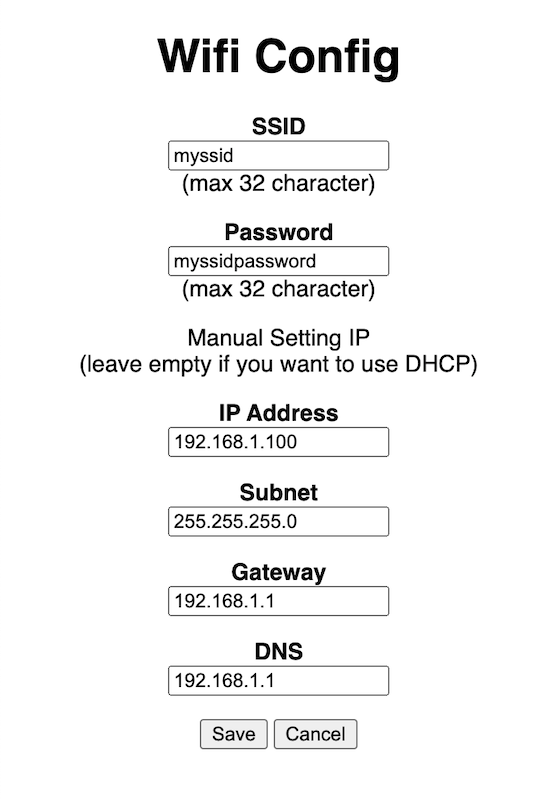 Wifi Config
SSID
myssid
(max 32 character)
Password
myssidpassword
(max 32 character)
Manual Setting IP
(leave empty if you want to use DHCP)
IP Address
192.168.1.100
Subnet
255.255.255.0
Gateway
192.168.1.1
DNS
192.168.1.1
Save Cancel